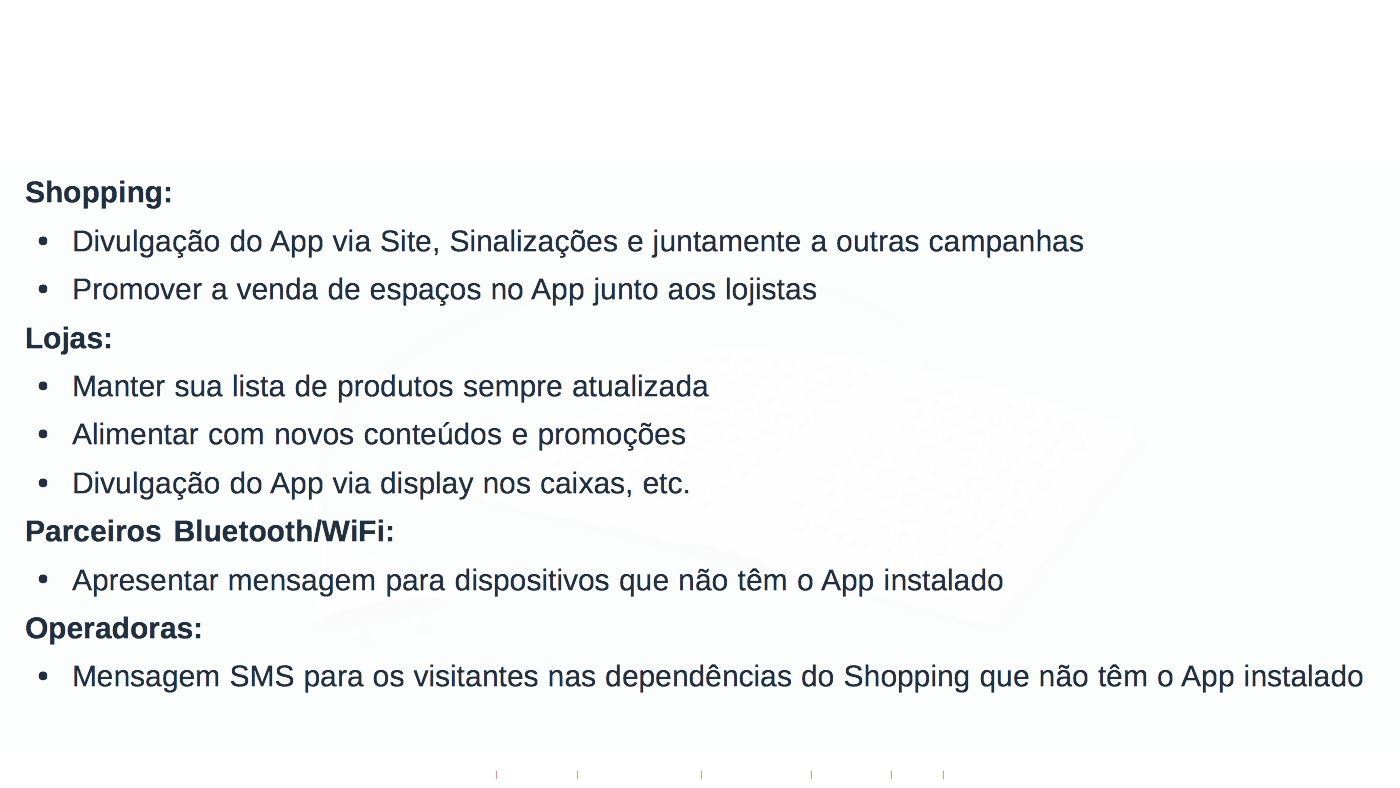 Shopping:
• Divulgação do App via Site, Sinalizações e juntamente a outras campanhas
• Promover a venda de espaços no App junto aos lojistas
Lojas:
• Manter sua lista de produtos sempre atualizada
• Alimentar com novos conteúdos e promoções
• Divulgação do App via display nos caixas, etc.
Parceiros Bluetooth/WiFi:
• Apresentar mensagem para dispositivos que não têm o App instalado
Operadoras:
• Mensagem SMS para os visitantes nas dependências do Shopping que não têm o App instalado